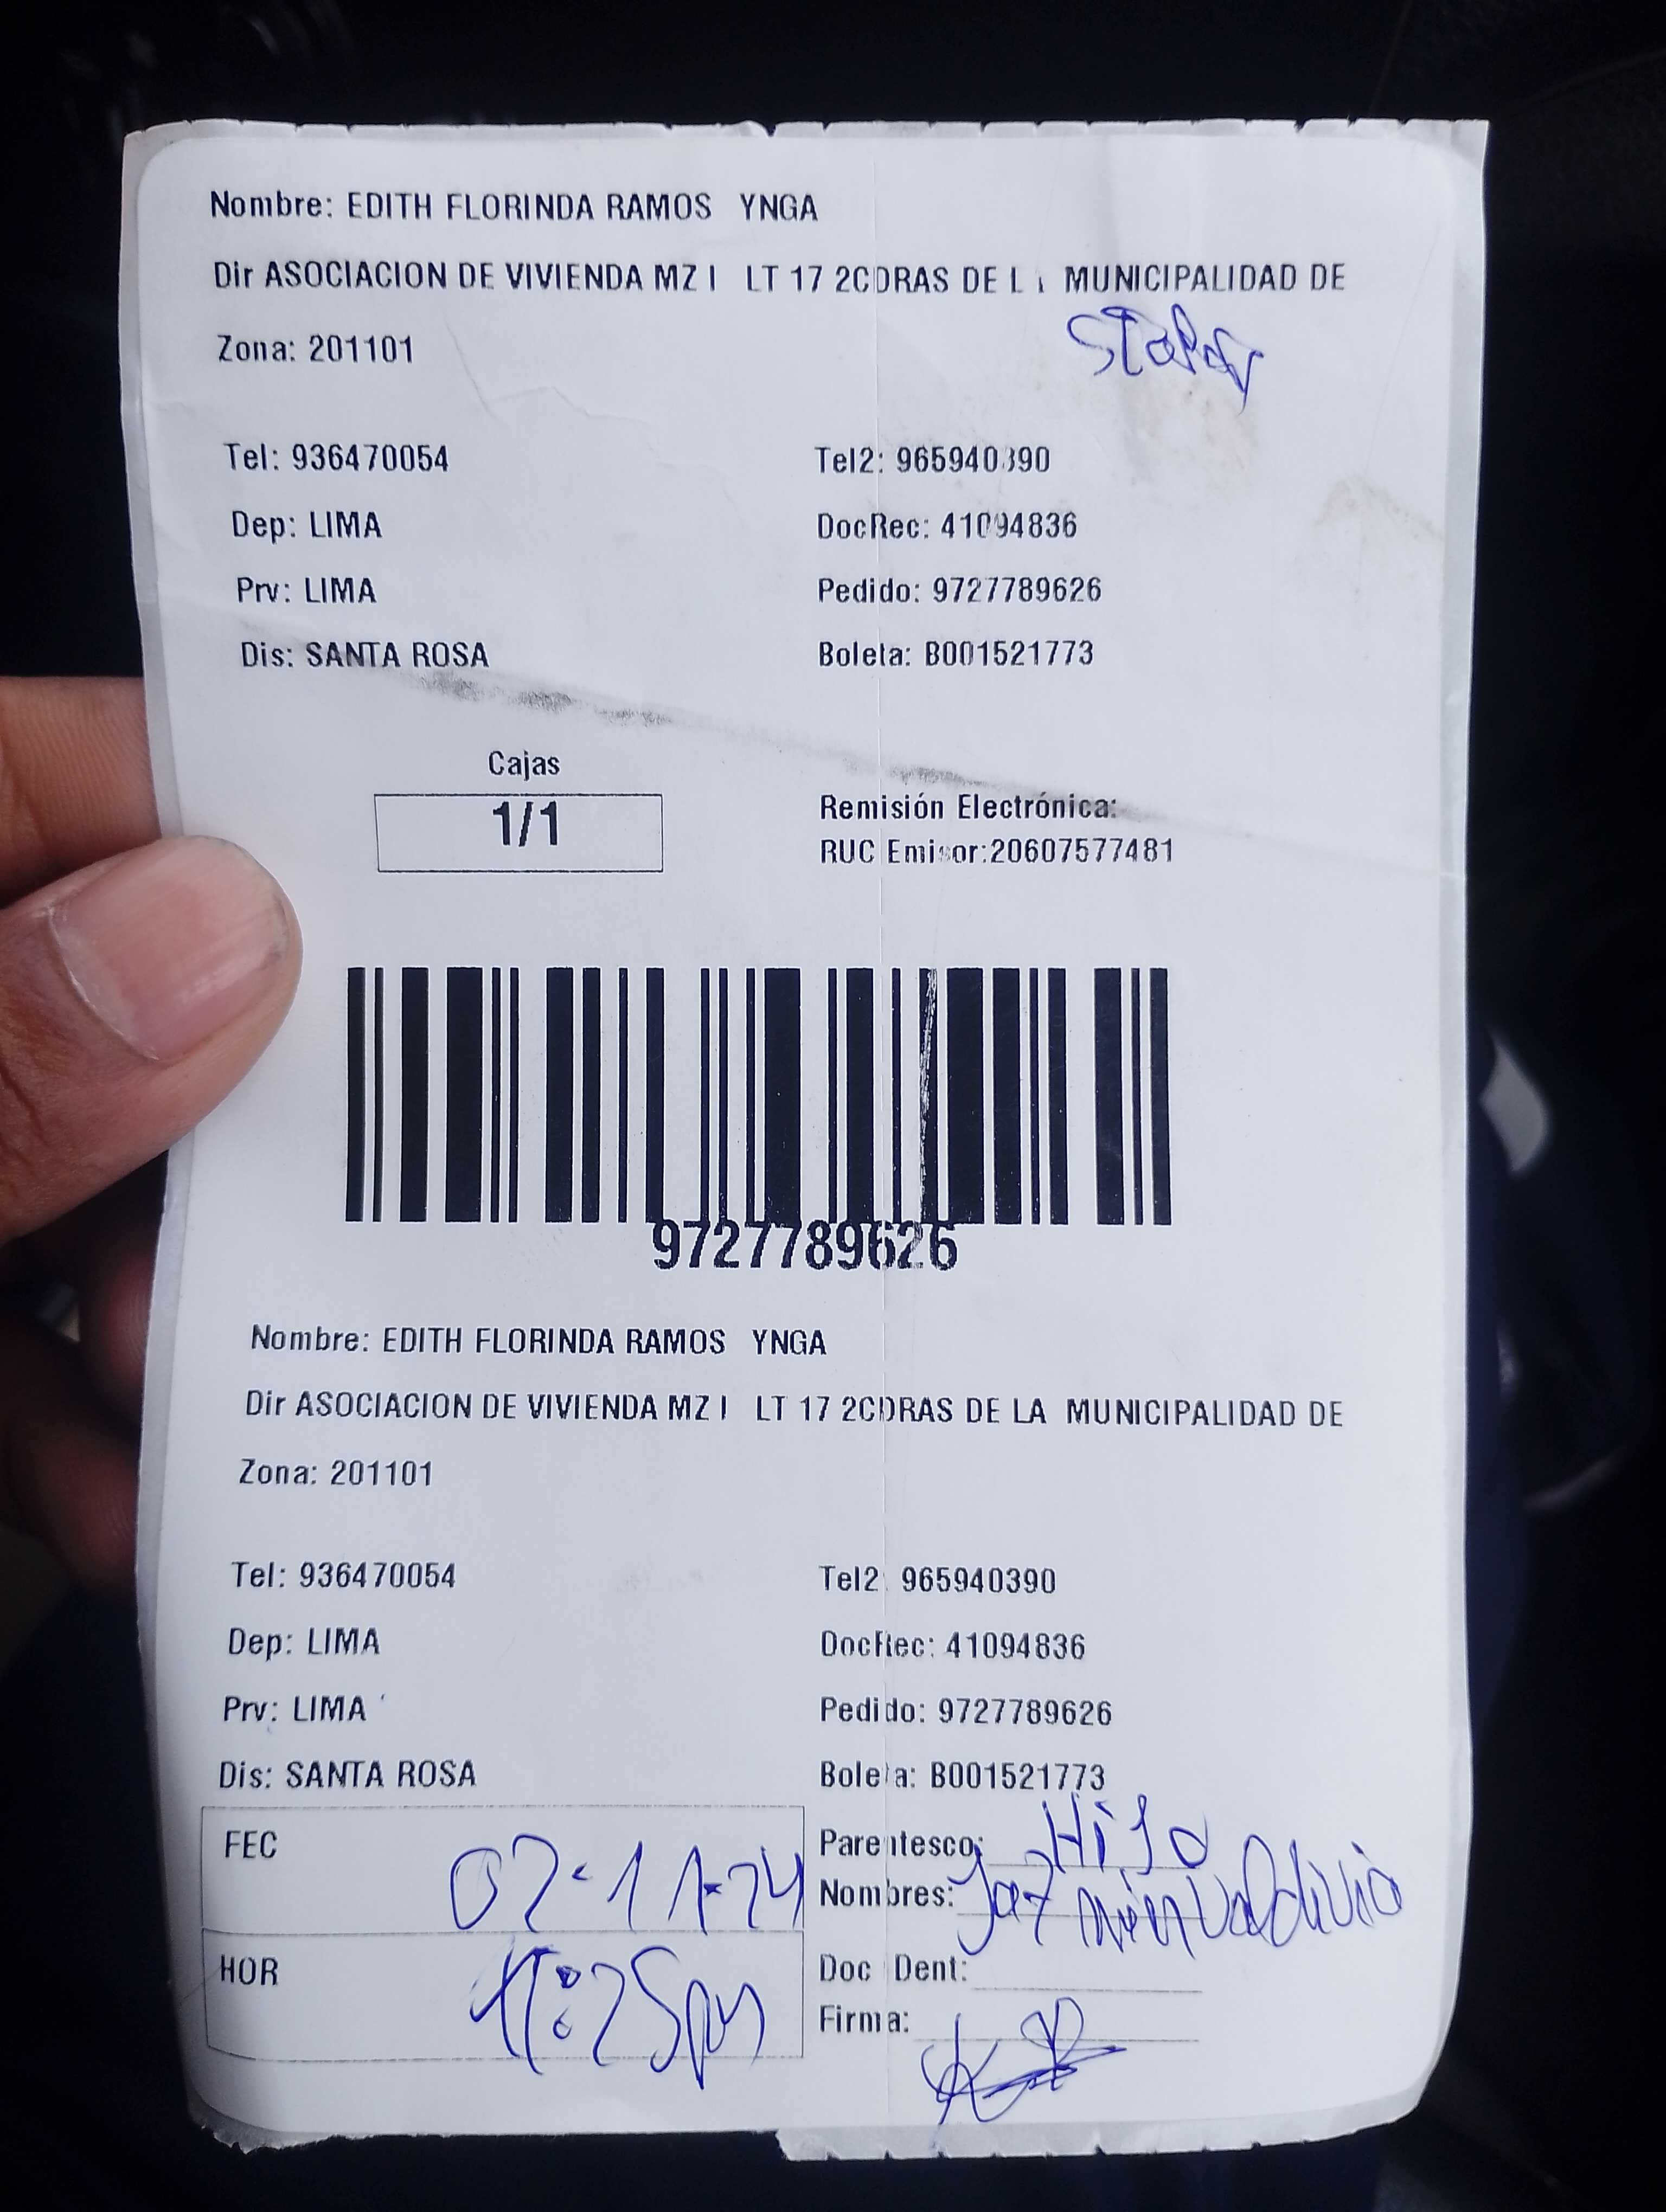 Nombre: EDITH FLORINDA RAMOS YNGA
Dir ASOCIACION DE VIVIENDA MZ I LT 17 2CDRAS DE LA MUNICIPALIDAD DE
Zona: 201101
Tel: 936470054 Tel2: 965940390
Dep: LIMA DocRec: 41094836
Prv: LIMA Pedido: 9727789626
Dis: SANTA ROSA Boleta: B001521773
Cajas
1/1
Remisión Electrónica:
RUC Emisor:20607577481
9727789626
Nombre: EDITH FLORINDA RAMOS YNGA
Dir ASOCIACION DE VIVIENDA MZ I LT 17 2CDRAS DE LA MUNICIPALIDAD DE
Zona: 201101
Tel: 936470054 Tel2: 965940390
Dep: LIMA DocRec: 41094836
Prv: LIMA Pedido: 9727789626
Dis: SANTA ROSA Boleta: B001521773
FEC 02-11-24 Parentesco: Hijo
Nombres: Jazmin Valdivia
HOR Doc Dent:
Firma: